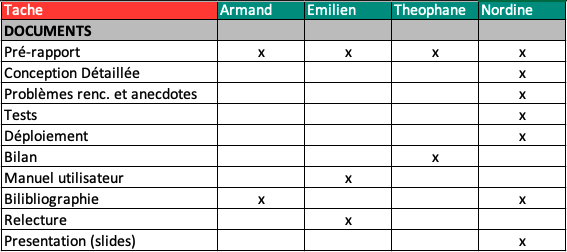 Tache Armand Emilien Theophane Nordine
DOCUMENTS
Pré-rapport x x x x
Conception Détaillée x
Problèmes renc. et anecdotes x
Tests x
Déploiement x
Bilan x
Manuel utilisateur x
Bilibliographie x x
Relecture x
Presentation (slides) x